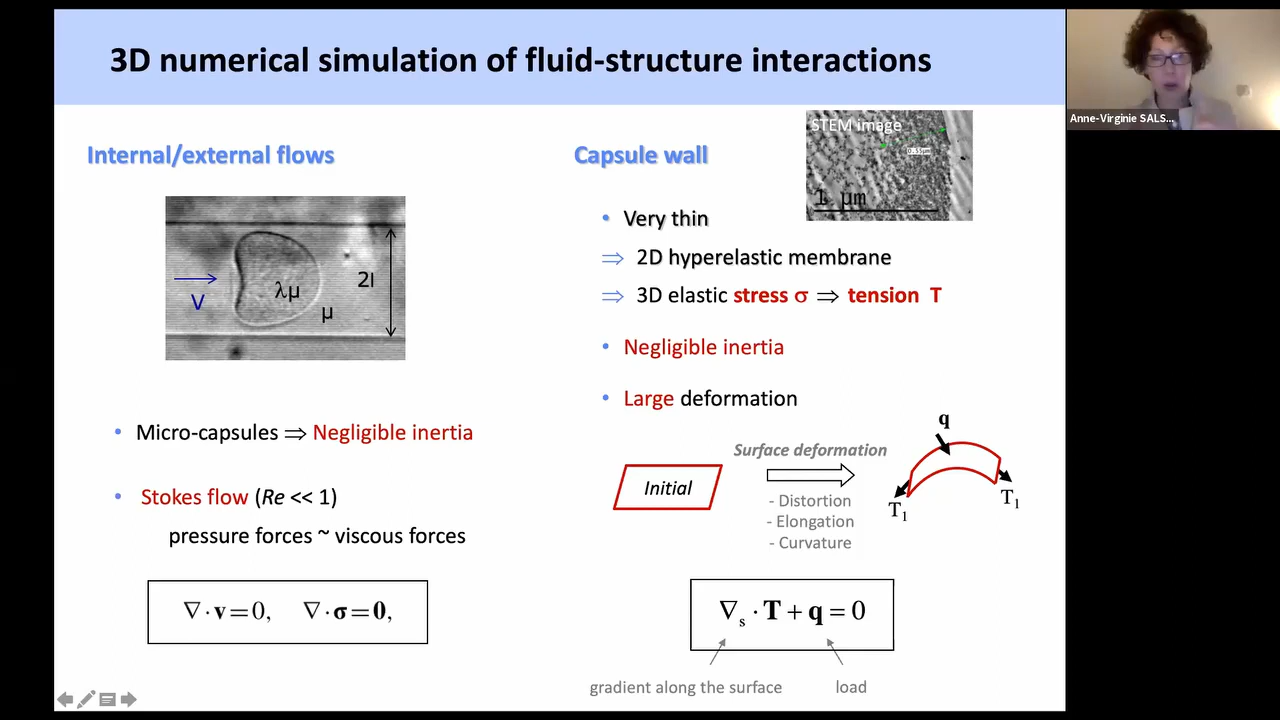 3D numerical simulation of fluid-structure interactions
Anne-Virginie SALS...
Internal/external flows
V
λμ
μ
2l
• Micro-capsules ⇒ Negligible inertia
• Stokes flow (Re << 1)
pressure forces ~ viscous forces
∇·v=0, ∇·σ=0,
Capsule wall
STEM image
0.35μm
1 μm
• Very thin
⇒ 2D hyperelastic membrane
⇒ 3D elastic stress σ ⇒ tension T
• Negligible inertia
• Large deformation
Initial
Surface deformation
- Distortion
- Elongation
- Curvature
q
T₁
T₁
∇ₛ · T + q = 0
gradient along the surface
load